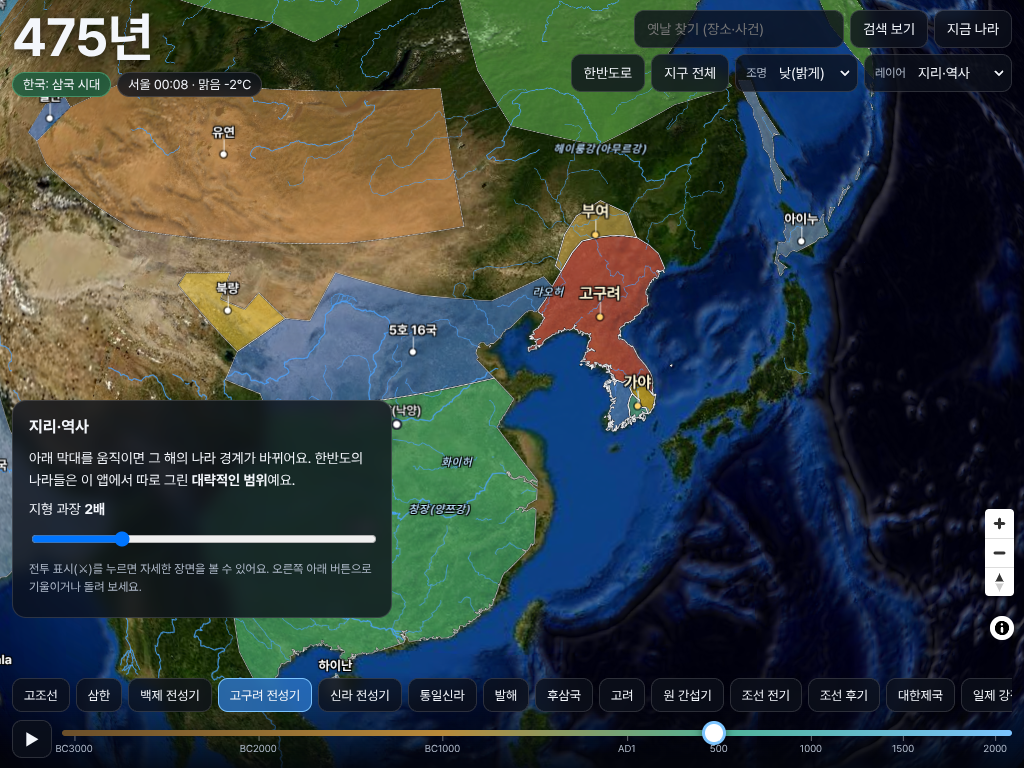 475년
옛날 찾기 (장소·사건)
검색 보기
지금 나라
한국: 삼국 시대
서울 00:08 · 맑음 -2°C
한반도로
지구 전체
조명 낮(밝게)
레이어 지리·역사
유연
헤이룽강(아무르강)
부여
아이누
북량
라오허
고구려
5호 16국
가야
(낙양)
화이허
창장(양쯔강)
하이난
지리·역사
아래 막대를 움직이면 그 해의 나라 경계가 바뀌어요. 한반도의
나라들은 이 앱에서 따로 그린 대략적인 범위예요.
지형 과장 2배
전투 표시(⚔)를 누르면 자세한 장면을 볼 수 있어요. 오른쪽 아래 버튼으로
기울이거나 돌려 보세요.
국
ala
고조선
삼한
백제 전성기
고구려 전성기
신라 전성기
통일신라
발해
후삼국
고려
원 간섭기
조선 전기
조선 후기
대한제국
일제 강
BC3000
BC2000
BC1000
AD1
500
1000
1500
2000